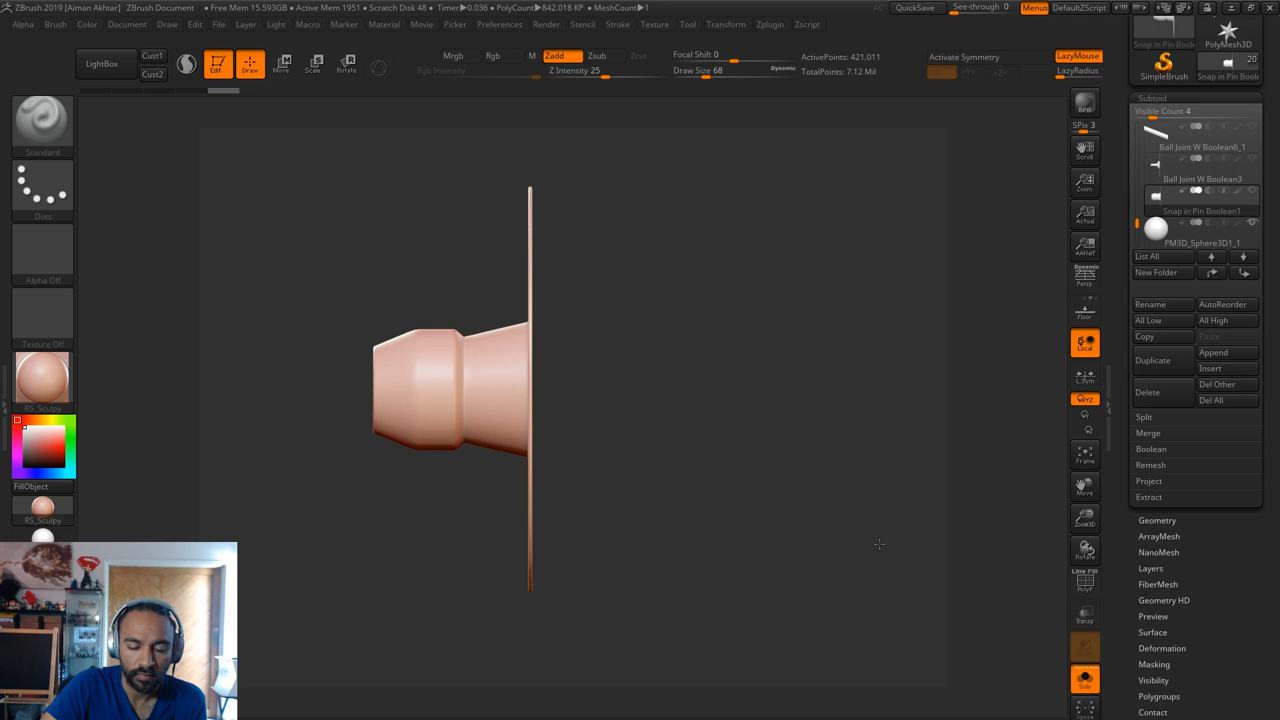 ZBrush 2019 [Aiman Akhtar] ZBrush Document • Free Mem 15.593GB • Active Mem 1951 • Scratch Disk 48 • Timer▶0.036 • PolyCount▶842.018 KP • MeshCount▶1
AC QuickSave See-through 0 Menus DefaultZScript
Alpha Brush Color Document Draw Edit File Layer Light Macro Marker Material Movie Picker Preferences Render Stencil Stroke Texture Tool Transform Zplugin Zscript
LightBox
Cust1
Cust2
Edit Draw Move Scale Rotate
Mrgb Rgb M Zadd Zsub Zcut
Rgb Intensity Z Intensity 25
Focal Shift 0
Draw Size 68 Dynamic
ActivePoints: 421,011
TotalPoints: 7.12 Mil
Activate Symmetry
LazyMouse
LazyRadius
Standard
Dots
Alpha Off
Texture Off
RS_Sculpy
FillObject
RS_Sculpy
BPR
SPix 3
Scroll
Zoom
Actual
AAHalf
Dynamic
Persp
Floor
Local
L.Sym
XYZ
Frame
Move
Zoom3D
Rotate
Line Fill
PolyF
Transp
Dynamic
Solo
Xpose
Snap in Pin Book
PolyMesh3D
SimpleBrush
20
Snap in Pin Boole
Subtool
Visible Count 4
Ball Joint W Boolean6_1
Ball Joint W Boolean3
Snap in Pin Boolean1
PM3D_Sphere3D1_1
List All
New Folder
Rename AutoReorder
All Low All High
Copy Paste
Duplicate Append
Insert
Delete Del Other
Del All
Split
Merge
Boolean
Remesh
Project
Extract
Geometry
ArrayMesh
NanoMesh
Layers
FiberMesh
Geometry HD
Preview
Surface
Deformation
Masking
Visibility
Polygroups
Contact